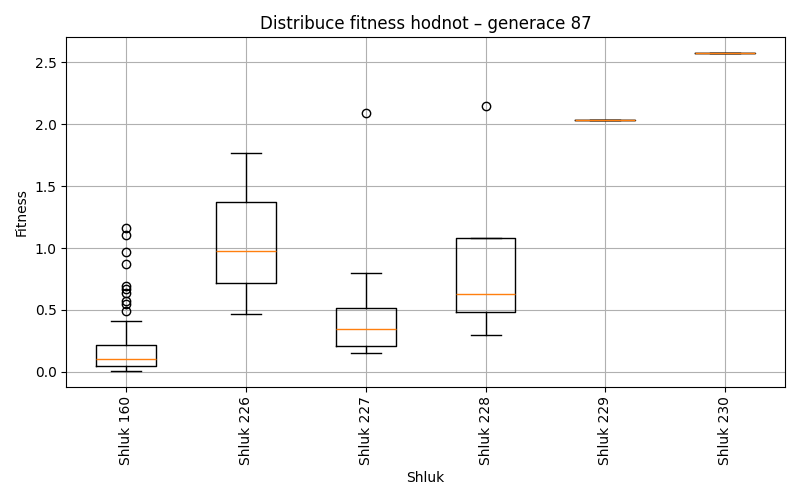 Distribuce fitness hodnot – generace 87
Fitness
2.5
2.0
1.5
1.0
0.5
0.0
Shluk 160
Shluk 226
Shluk 227
Shluk 228
Shluk 229
Shluk 230
Shluk